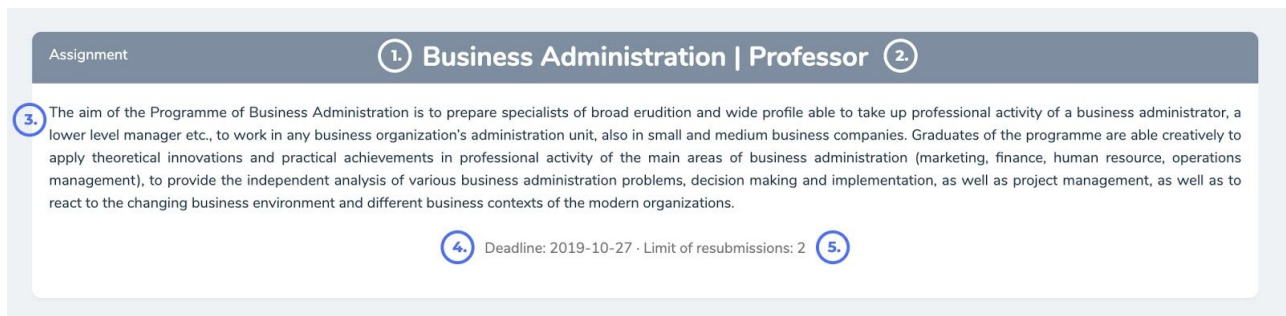 Assignment
1. Business Administration | Professor 2.
3. The aim of the Programme of Business Administration is to prepare specialists of broad erudition and wide profile able to take up professional activity of a business administrator, a
lower level manager etc., to work in any business organization's administration unit, also in small and medium business companies. Graduates of the programme are able creatively to
apply theoretical innovations and practical achievements in professional activity of the main areas of business administration (marketing, finance, human resource, operations
management), to provide the independent analysis of various business administration problems, decision making and implementation, as well as project management, as well as to
react to the changing business environment and different business contexts of the modern organizations.
4. Deadline: 2019-10-27 · Limit of resubmissions: 2 5.